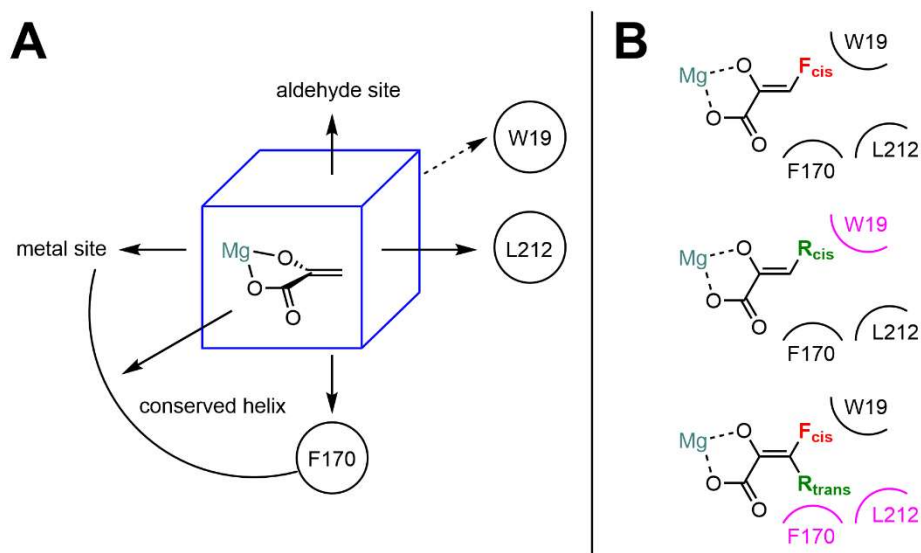 A
aldehyde site
W19
metal site
Mg
O
O
O
L212
conserved helix
F170
B
W19
Mg
O
F cis
O
O
F170
L212
W19
Mg
O
R cis
O
O
F170
L212
W19
Mg
O
F cis
O
R trans
O
F170
L212